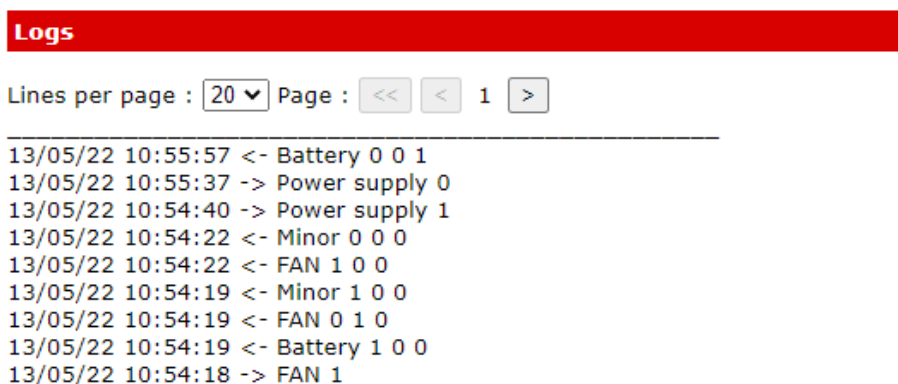 Logs
Lines per page : 20 Page : << < 1 >
13/05/22 10:55:57 <- Battery 0 0 1
13/05/22 10:55:37 -> Power supply 0
13/05/22 10:54:40 -> Power supply 1
13/05/22 10:54:22 <- Minor 0 0 0
13/05/22 10:54:22 <- FAN 1 0 0
13/05/22 10:54:19 <- Minor 1 0 0
13/05/22 10:54:19 <- FAN 0 1 0
13/05/22 10:54:19 <- Battery 1 0 0
13/05/22 10:54:18 -> FAN 1